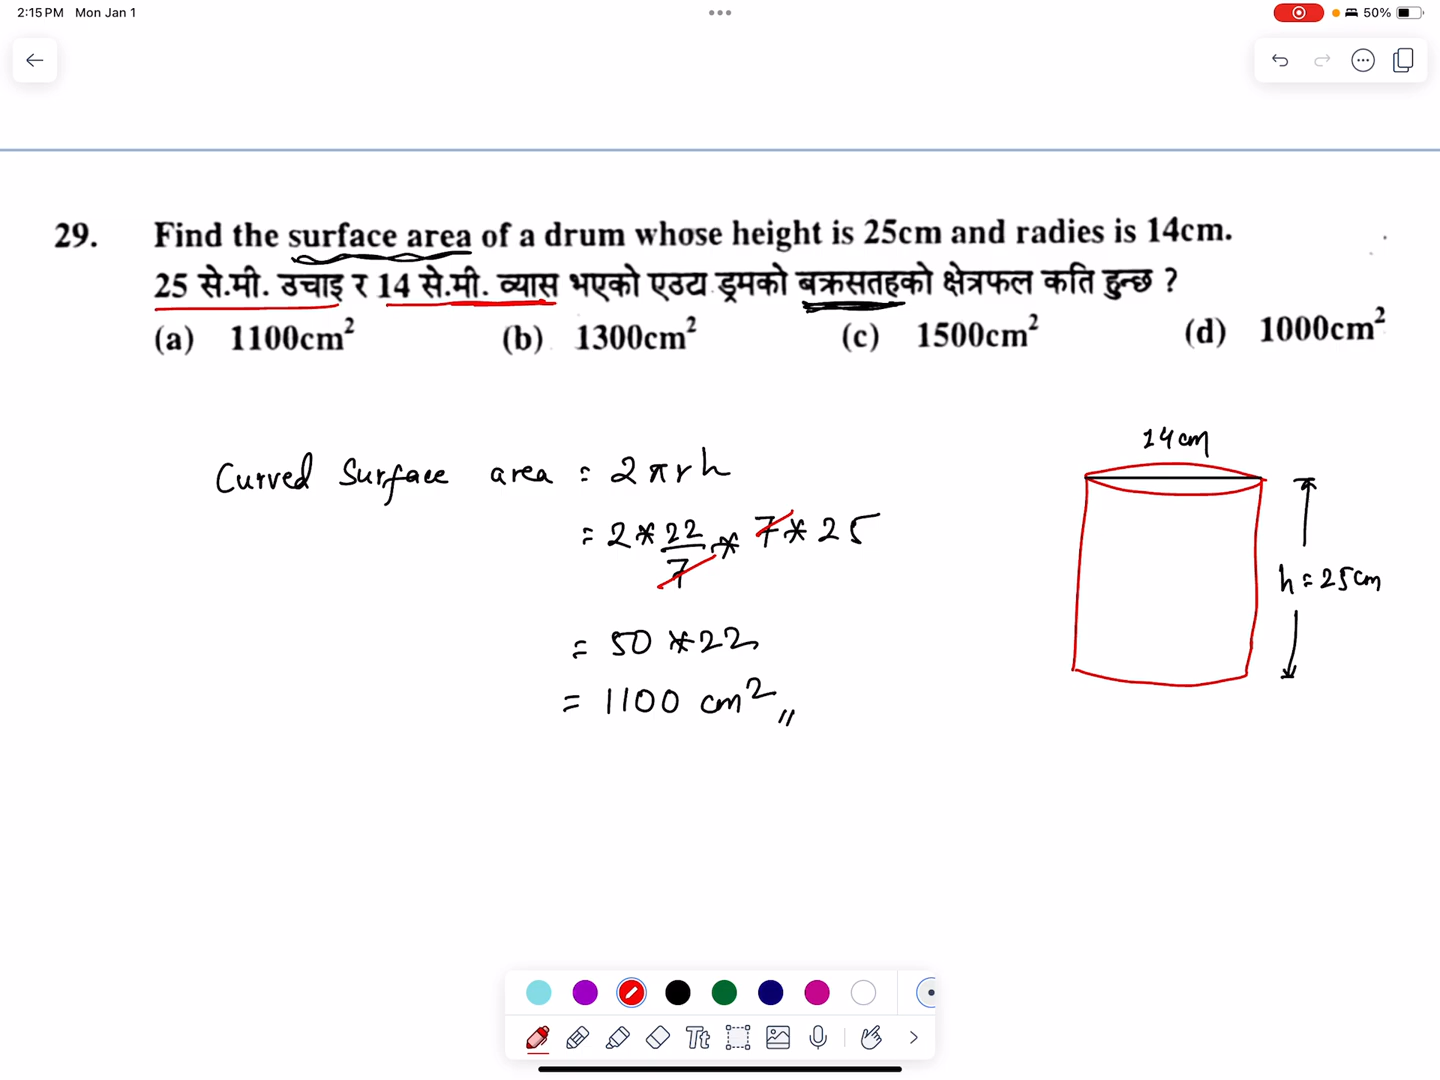 2:15 PM Mon Jan 1
50%
29. Find the surface area of a drum whose height is 25cm and radies is 14cm.
25 से.मी. उचाइ र 14 से.मी. व्यास भएको एउटा ड्रमको बक्रसतहको क्षेत्रफल कति हुन्छ ?
(a) 1100cm² (b) 1300cm² (c) 1500cm² (d) 1000cm²
14cm
Curved Surface area = 2πrh
= 2 * 22/7 * 7 * 25
h = 25cm
= 50 * 22
= 1100 cm² //
Tt